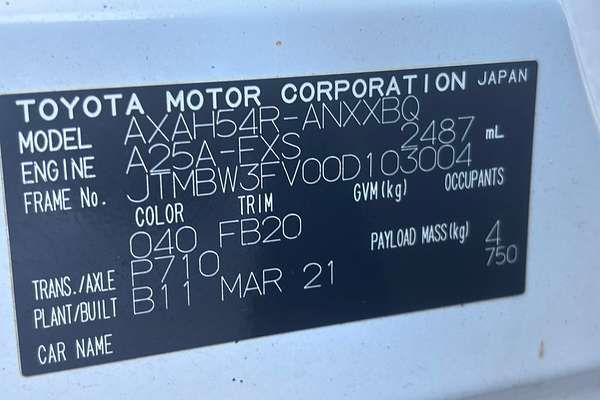 TOYOTA MOTOR CORPORATION JAPAN
MODEL AXAH54R-ANXXBQ
ENGINE A25A-FXS 2487 mL
FRAME No. JTMBW3FV00D103004
COLOR TRIM GVM(kg) OCCUPANTS
040 FB20 4
PAYLOAD MASS(kg) 750
TRANS./AXLE P710
PLANT/BUILT B11 MAR 21
CAR NAME